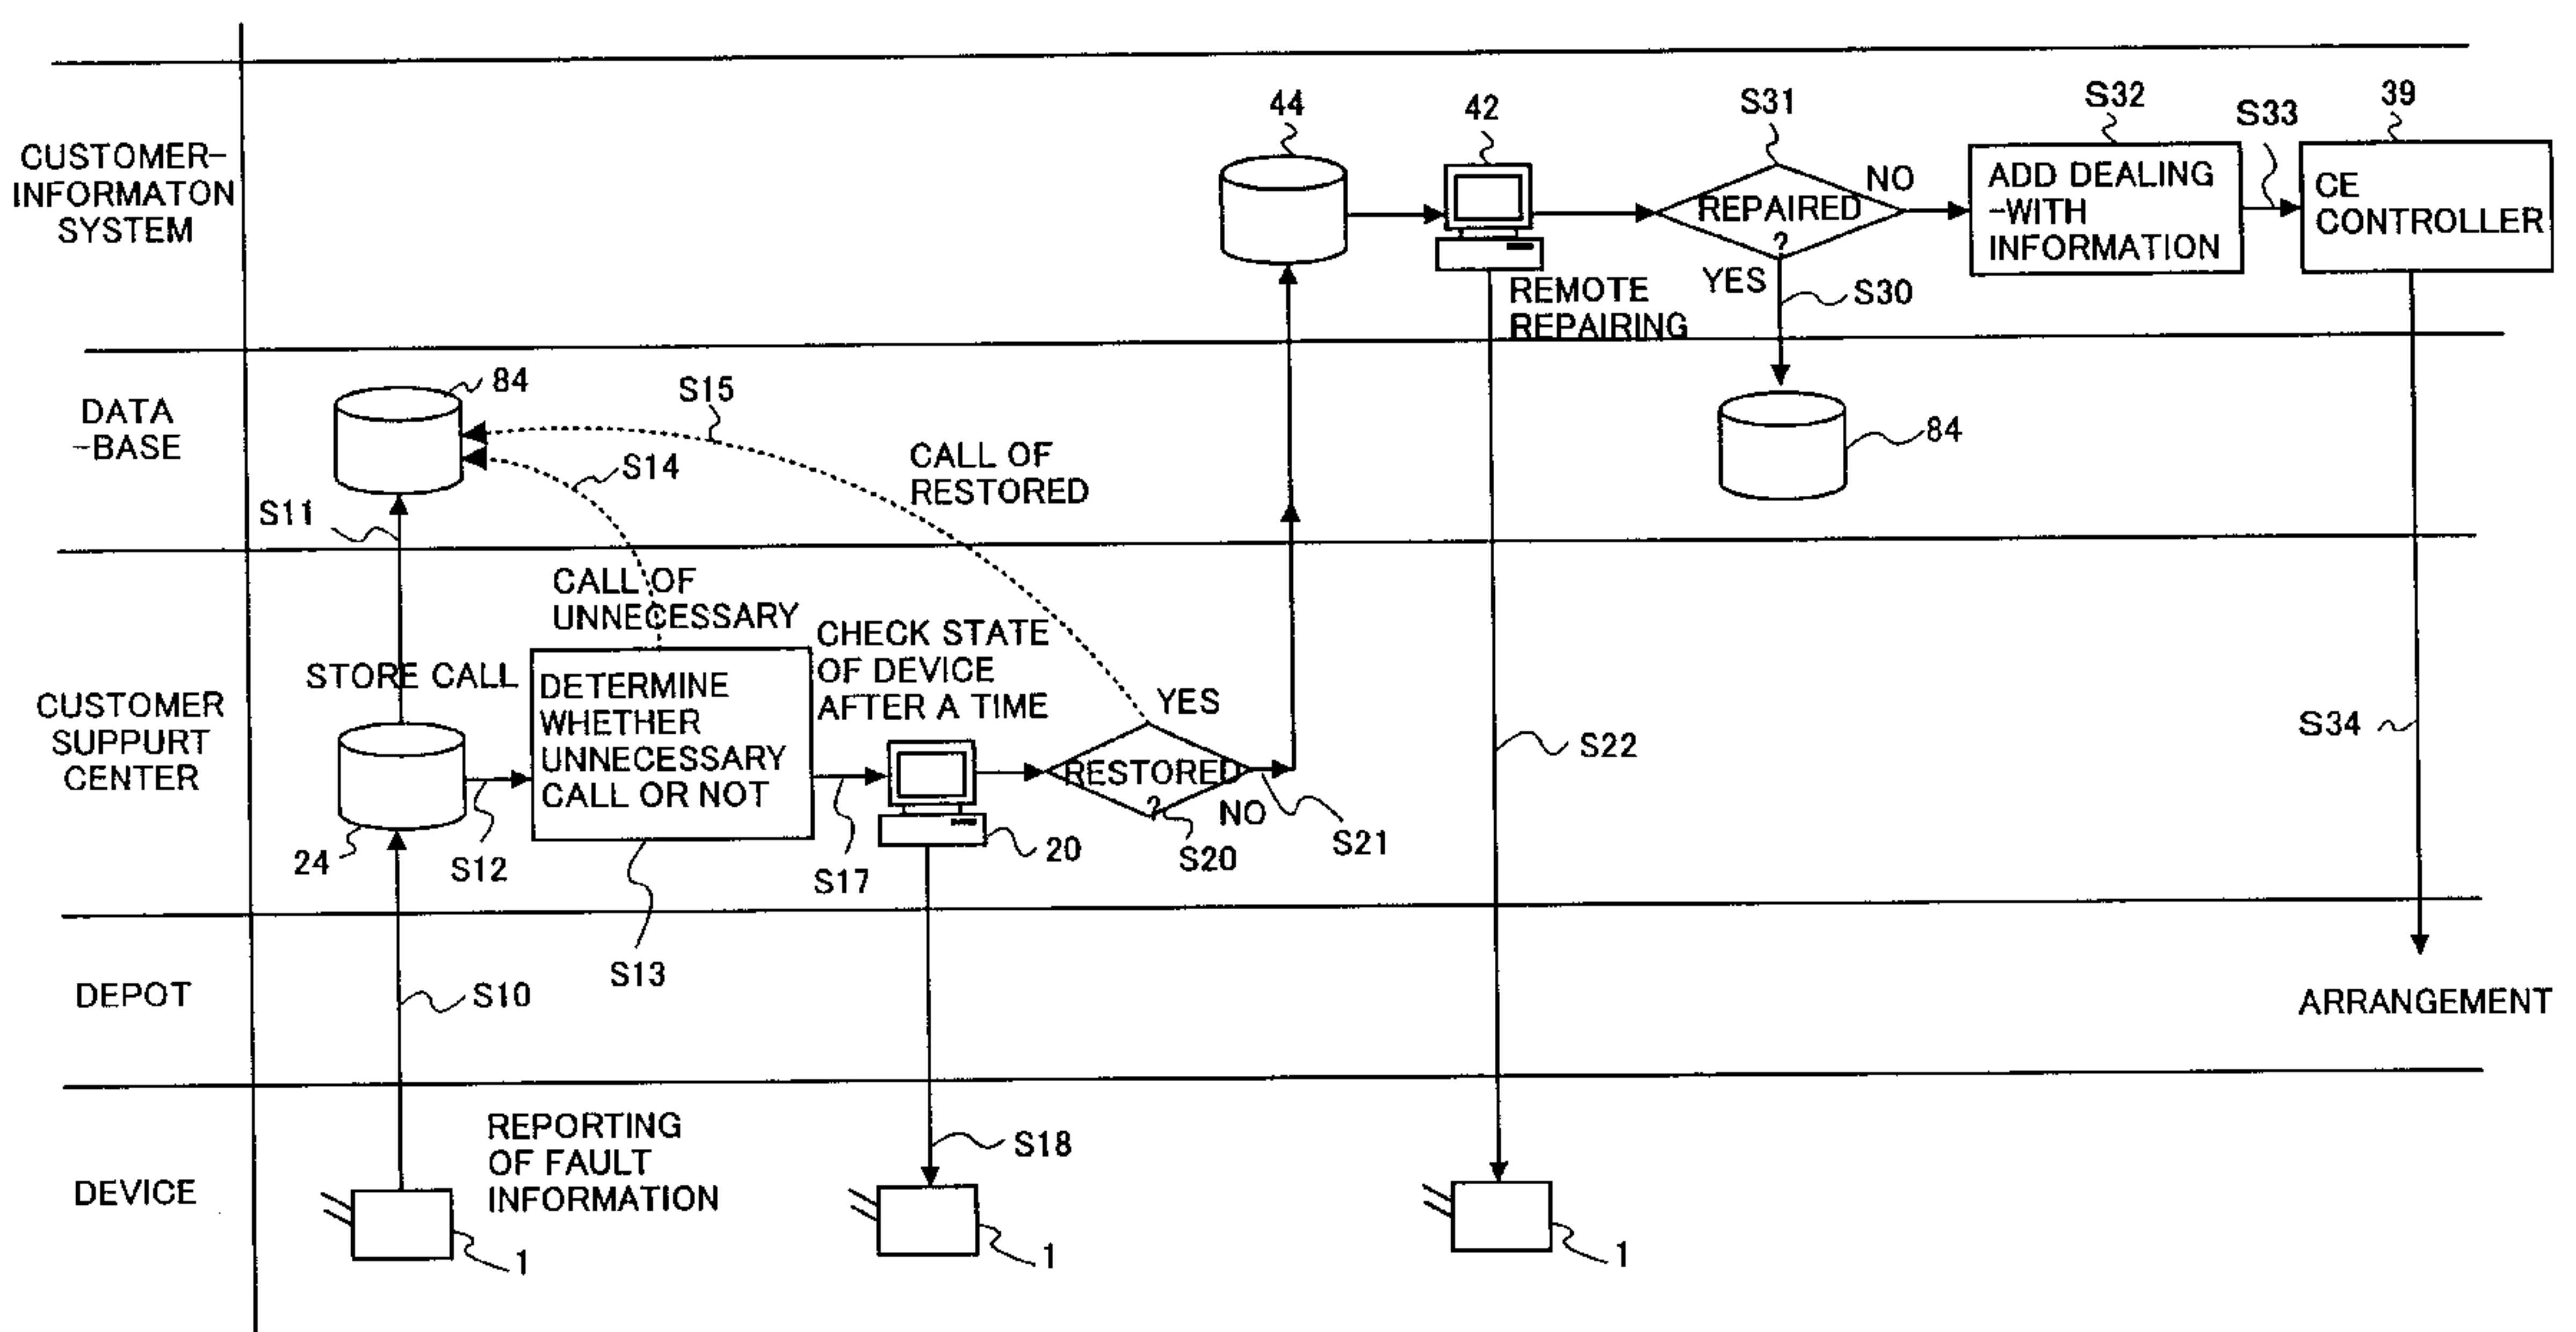 44
42
S31
S32
S33
39
CUSTOMER-
INFORMATON
SYSTEM
REPAIRED
?
NO
YES
S30
ADD DEALING
-WITH
INFORMATION
CE
CONTROLLER
REMOTE
REPAIRING
DATA
-BASE
84
S15
S14
S11
CALL OF
RESTORED
84
CUSTOMER
SUPPURT
CENTER
CALL OF
UNNECESSARY
STORE CALL
DETERMINE
WHETHER
UNNECESSARY
CALL OR NOT
CHECK STATE
OF DEVICE
AFTER A TIME
YES
RESTORED
?
NO
24
S12
S17
20
S20
S21
S22
S34
S13
DEPOT
S10
ARRANGEMENT
DEVICE
REPORTING
OF FAULT
INFORMATION
S18
1
1
1